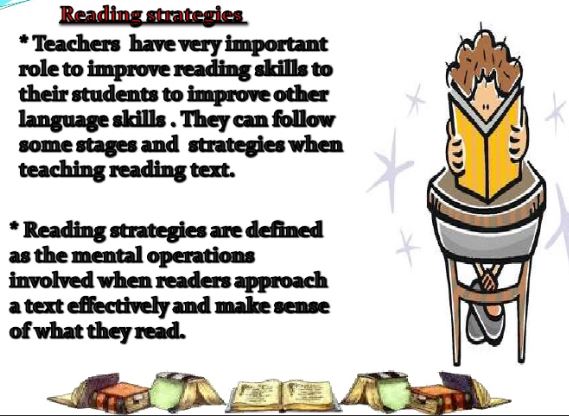 Reading strategies
* Teachers have very important
role to improve reading skills to
their students to improve other
language skills . They can follow
some stages and strategies when
teaching reading text.
* Reading strategies are defined
as the mental operations
involved when readers approach
a text effectively and make sense
of what they read.